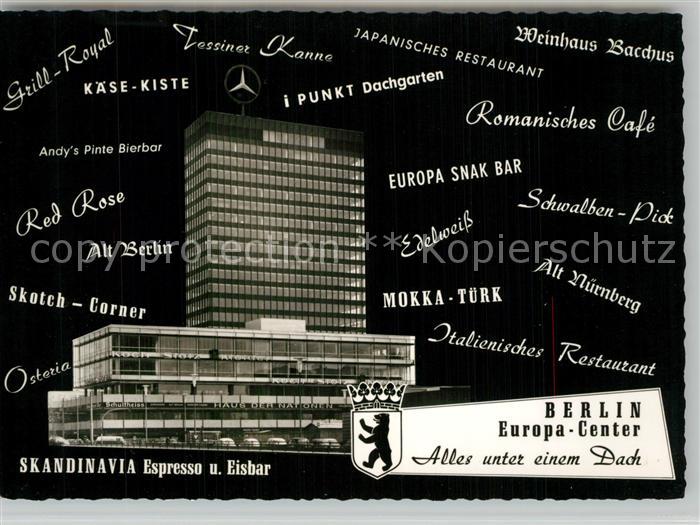 Grill-Royal
Tessiner Kanne
JAPANISCHES RESTAURANT
Weinhaus Bacchus
KÄSE-KISTE
i PUNKT Dachgarten
Romanisches Café
Andy's Pinte Bierbar
EUROPA SNAK BAR
Red Rose
Schwalben-Pick
Alt Berlin
Edelweiß
copy protection ** Kopierschutz
Alt Nürnberg
Skotch - Corner
MOKKA-TÜRK
Italienisches Restaurant
Osteria
Schultheiss
HAUS DER NATIONEN
BERLIN
Europa-Center
Alles unter einem Dach
SKANDINAVIA Espresso u. Eisbar